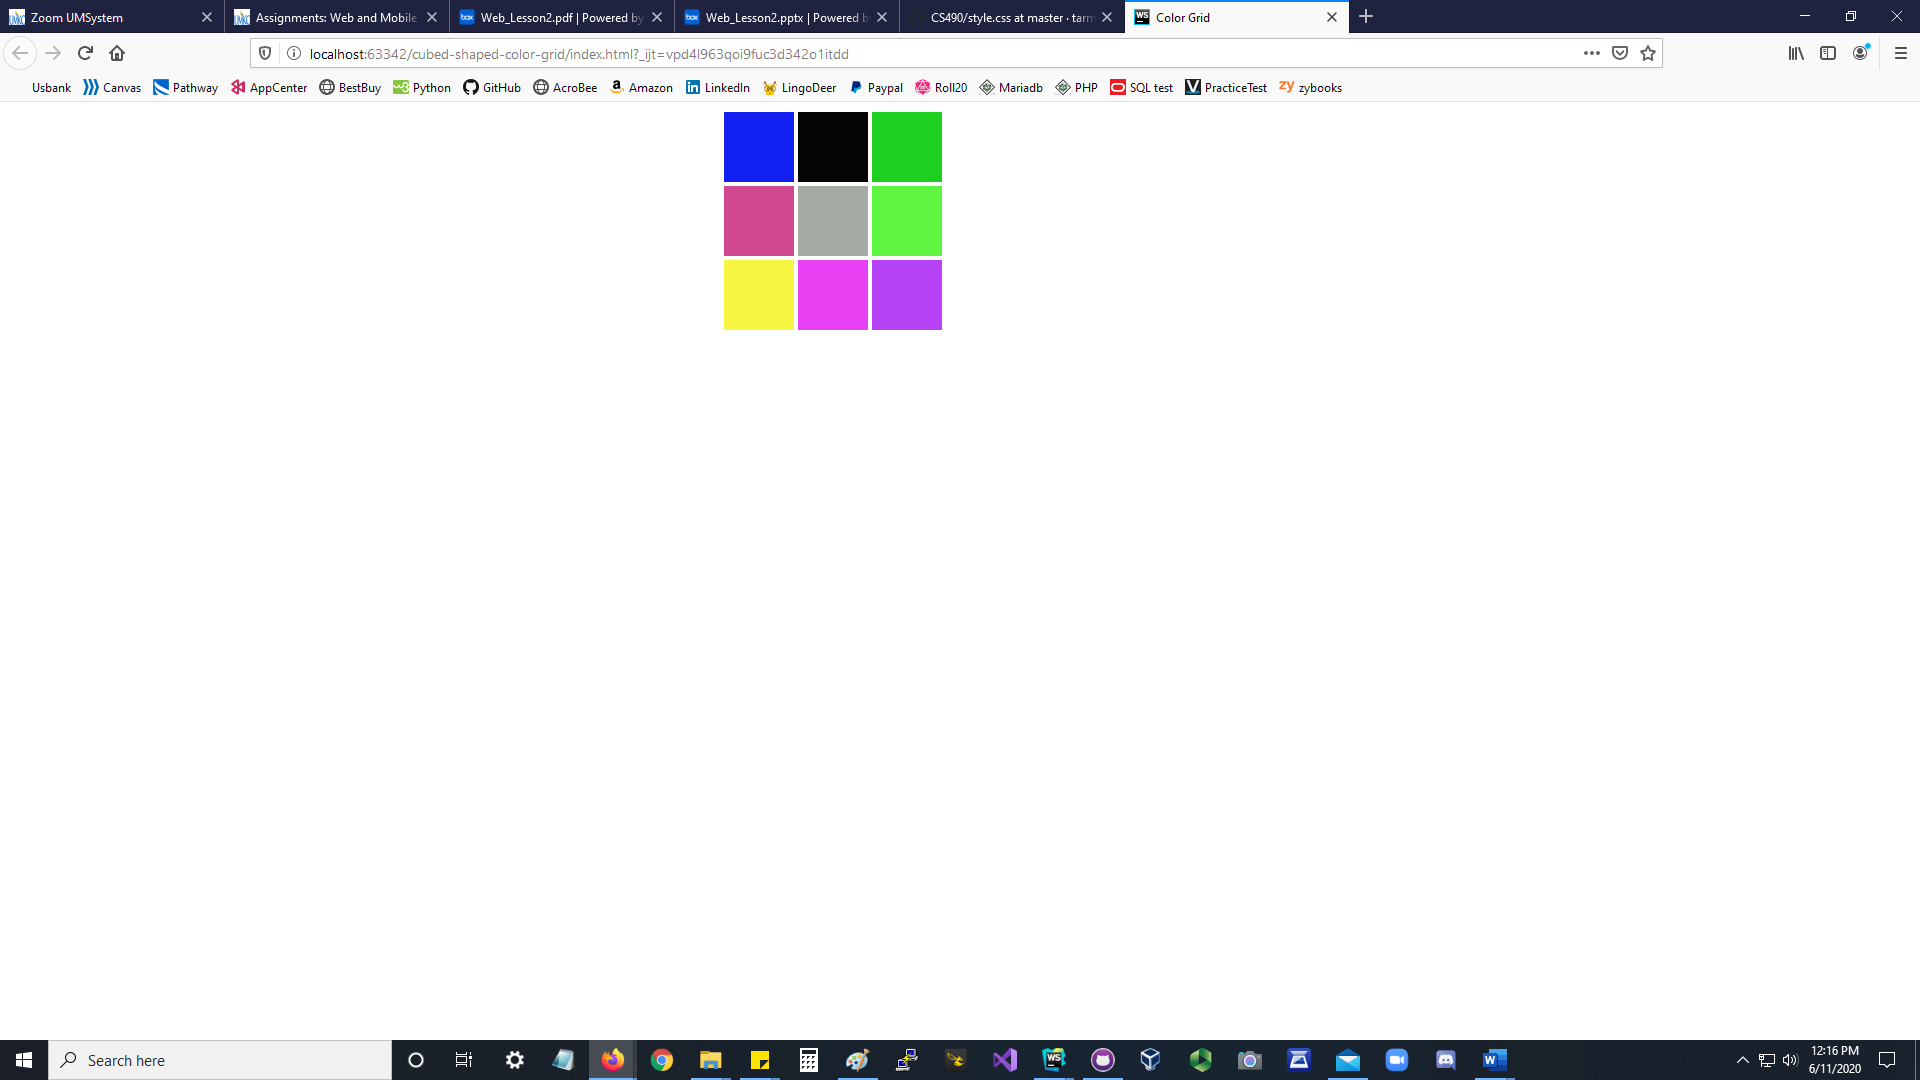 Zoom UMSystem
Assignments: Web and Mobile
Web_Lesson2.pdf | Powered by
Web_Lesson2.pptx | Powered b
CS490/style.css at master · tarm
Color Grid
localhost:63342/cubed-shaped-color-grid/index.html?_ijt=vpd4l963qoi9fuc3d342o1itdd
Usbank Canvas Pathway AppCenter BestBuy Python GitHub AcroBee Amazon LinkedIn LingoDeer Paypal Roll20 Mariadb PHP SQL test PracticeTest zybooks
Search here
12:16 PM
6/11/2020